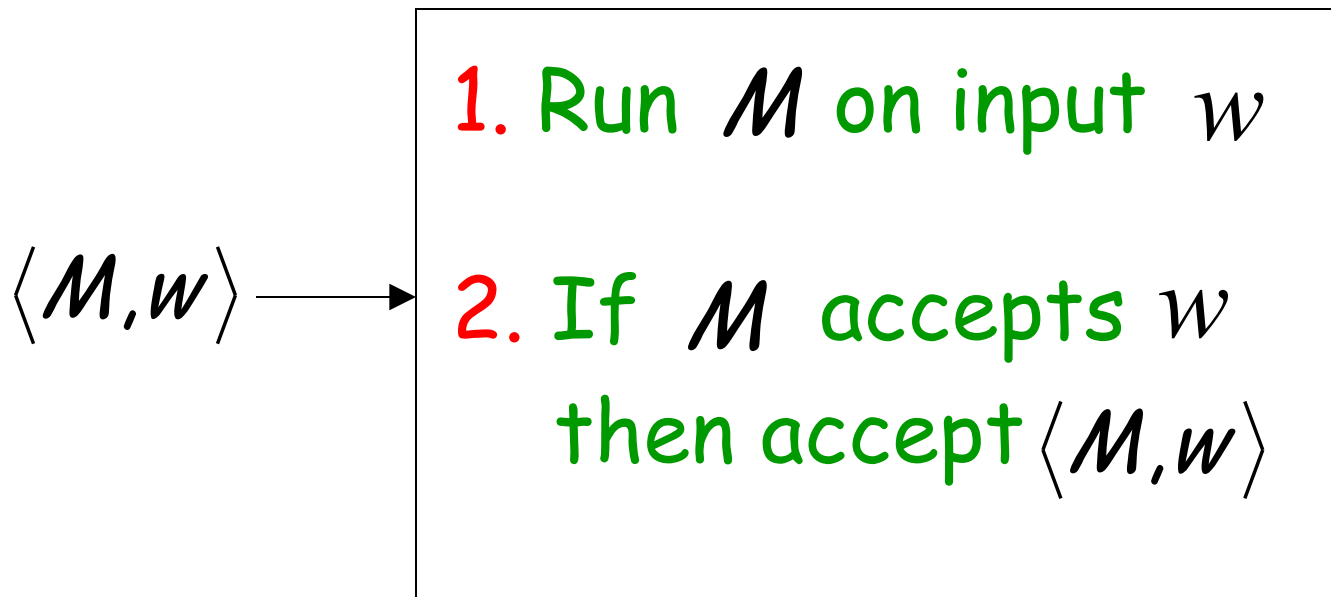 1. Run M on input w
⟨M,w⟩
2. If M accepts w
then accept ⟨M,w⟩